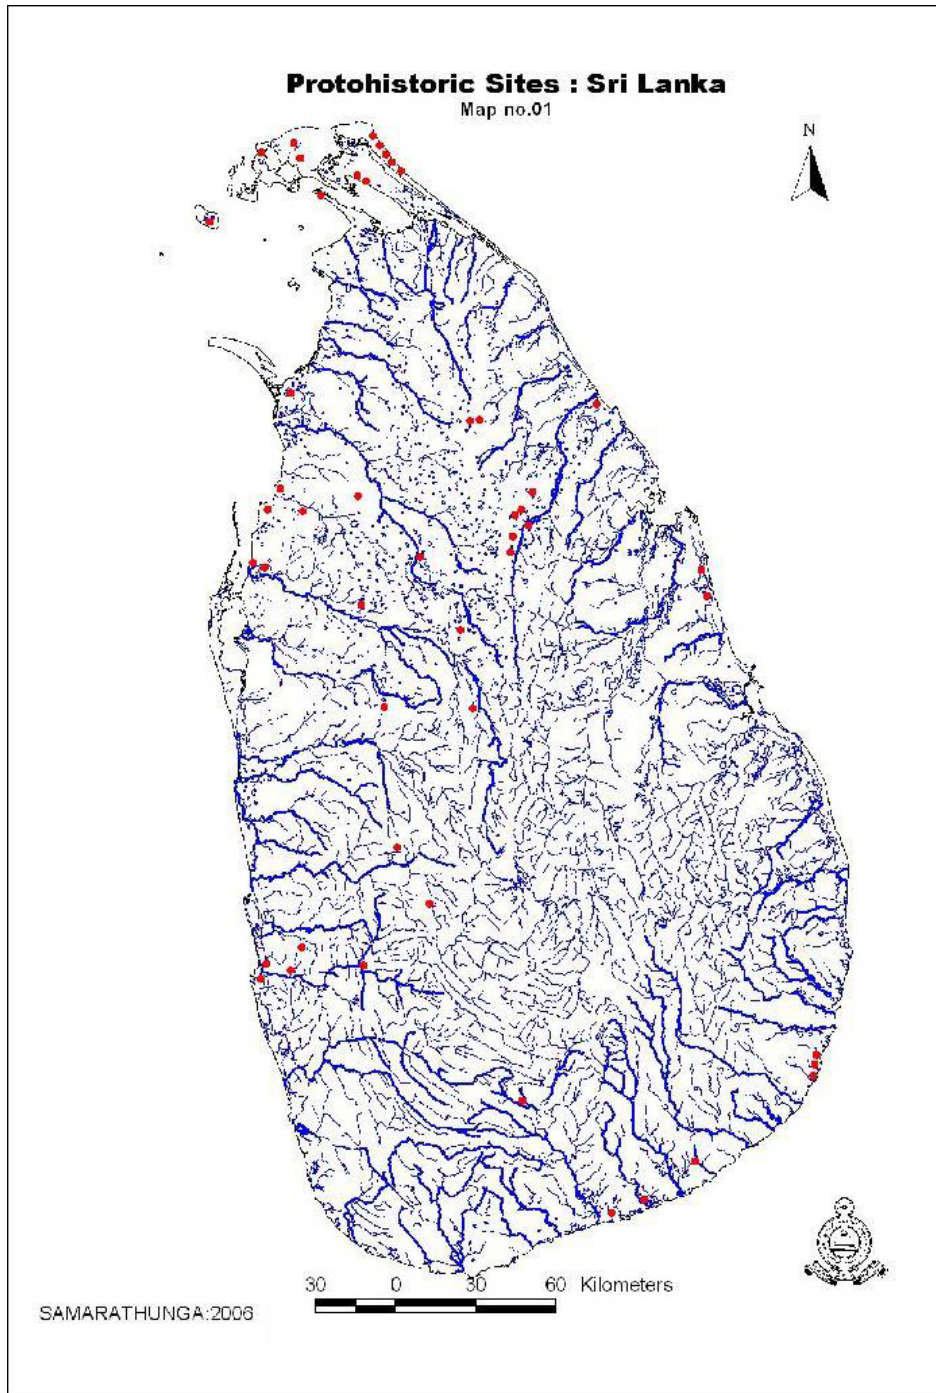 Protohistoric Sites : Sri Lanka
Map no.01
N
30 0 30 60 Kilometers
SAMARATHUNGA:2006